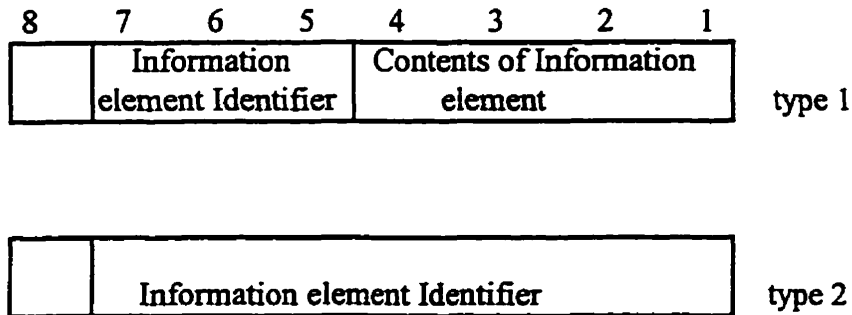 8 7 6 5 4 3 2 1
Information Contents of Information
element Identifier element type 1
Information element Identifier type 2